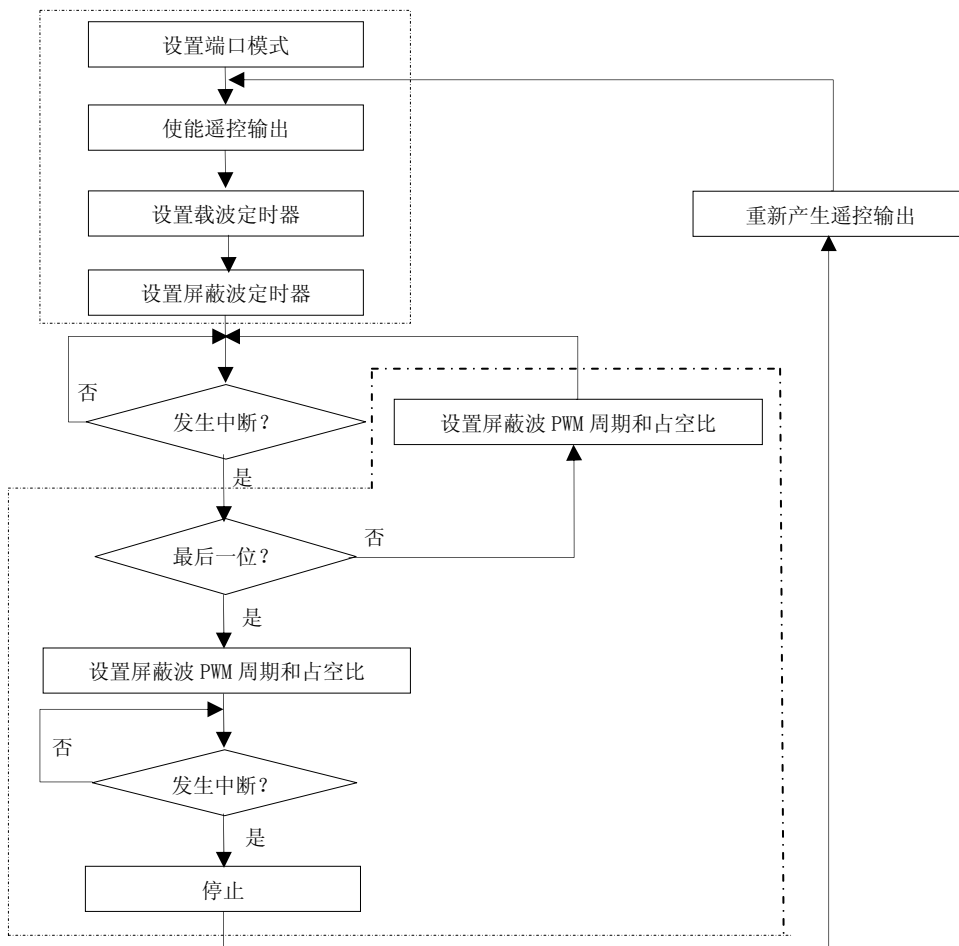 设置端口模式
使能遥控输出
设置载波定时器
重新产生遥控输出
设置屏蔽波定时器
否
发生中断？
设置屏蔽波 PWM 周期和占空比
是
最后一位？
否
是
设置屏蔽波 PWM 周期和占空比
否
发生中断？
是
停止